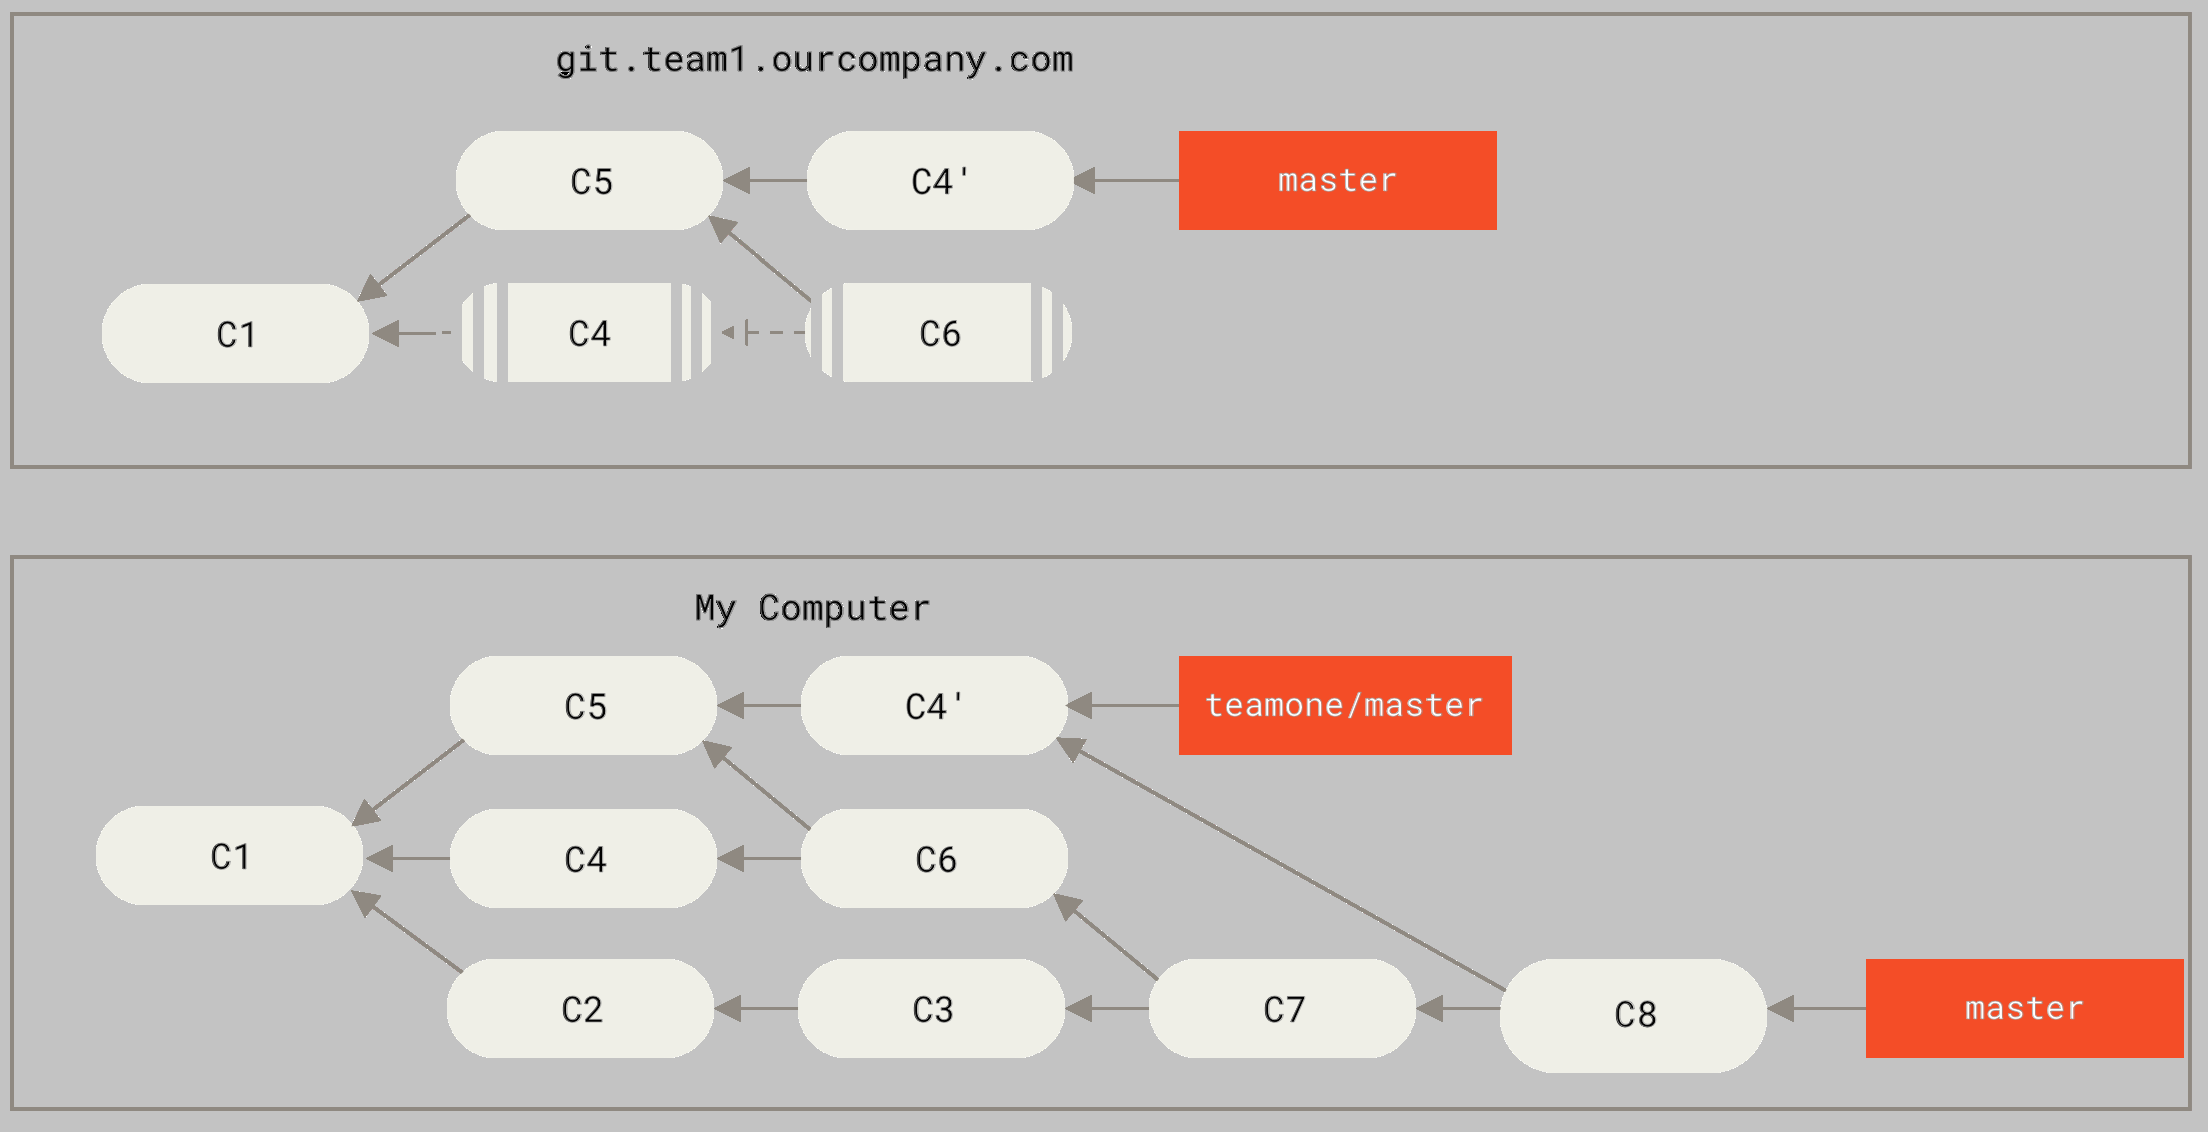 git.team1.ourcompany.com
C5 C4' master
C1 C4 C6
My Computer
C5 C4' teamone/master
C1 C4 C6
C2 C3 C7 C8 master